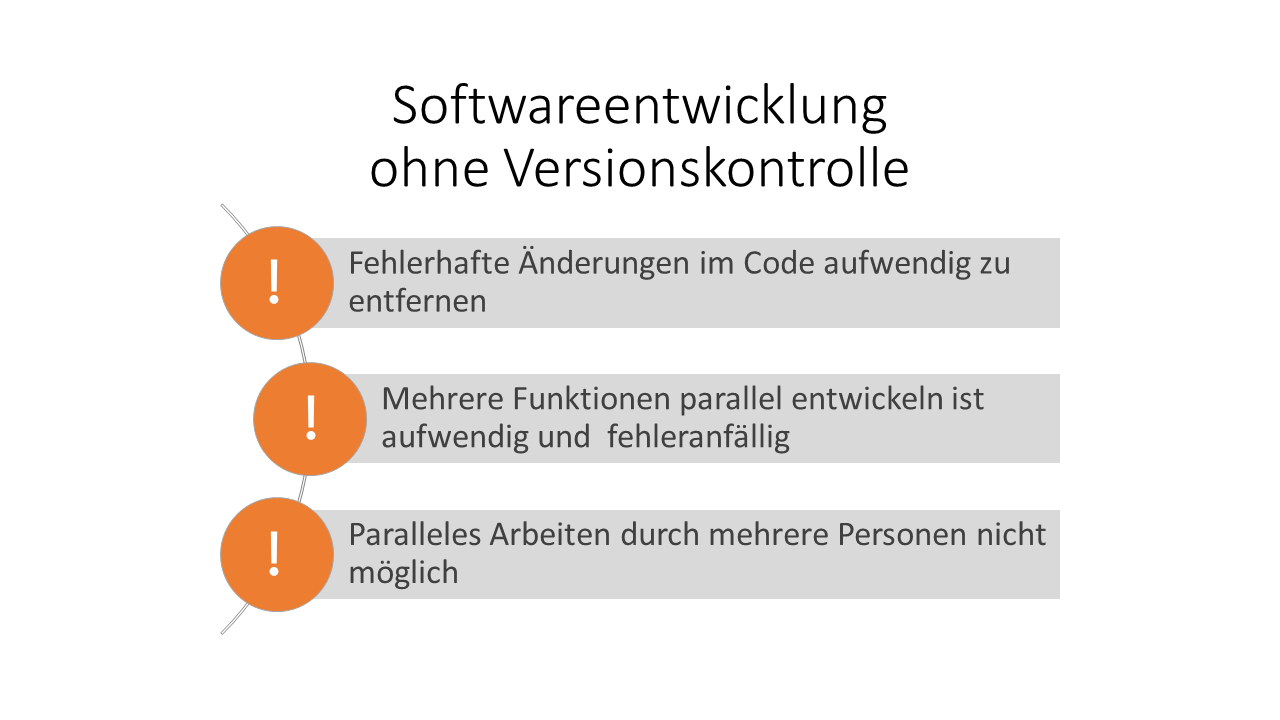 Softwareentwicklung
ohne Versionskontrolle
!
Fehlerhafte Änderungen im Code aufwendig zu
entfernen
!
Mehrere Funktionen parallel entwickeln ist
aufwendig und  fehleranfällig
!
Paralleles Arbeiten durch mehrere Personen nicht
möglich